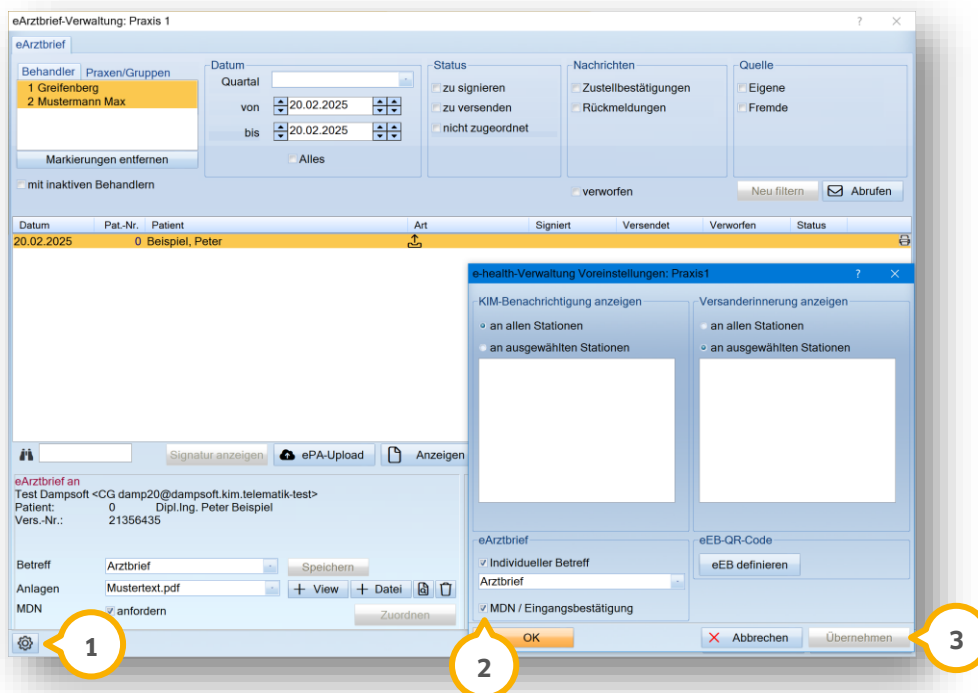 eArztbrief-Verwaltung: Praxis 1
eArztbrief
Behandler Praxen/Gruppen
1 Greifenberg
2 Mustermann Max
Markierungen entfernen
mit inaktiven Behandlern
Datum
Quartal
von 20.02.2025
bis 20.02.2025
Alles
Status
zu signieren
zu versenden
nicht zugeordnet
Nachrichten
Zustellbestätigungen
Rückmeldungen
verworfen
Quelle
Eigene
Fremde
Neu filtern Abrufen
Datum Pat.-Nr. Patient Art Signiert Versendet Verworfen Status
20.02.2025 0 Beispiel, Peter
Signatur anzeigen ePA-Upload Anzeigen
eArztbrief an
Test Dampsoft <CG damp20@dampsoft.kim.telematik-test>
Patient: 0 Dipl.Ing. Peter Beispiel
Vers.-Nr.: 21356435
Betreff Arztbrief Speichern
Anlagen Mustertext.pdf + View + Datei
MDN anfordern Zuordnen
e-health-Verwaltung Voreinstellungen: Praxis1
KIM-Benachrichtigung anzeigen
an allen Stationen
an ausgewählten Stationen
Versanderinnerung anzeigen
an allen Stationen
an ausgewählten Stationen
eArztbrief
Individueller Betreff
Arztbrief
MDN / Eingangsbestätigung
eEB-QR-Code
eEB definieren
OK Abbrechen Übernehmen
1
2
3